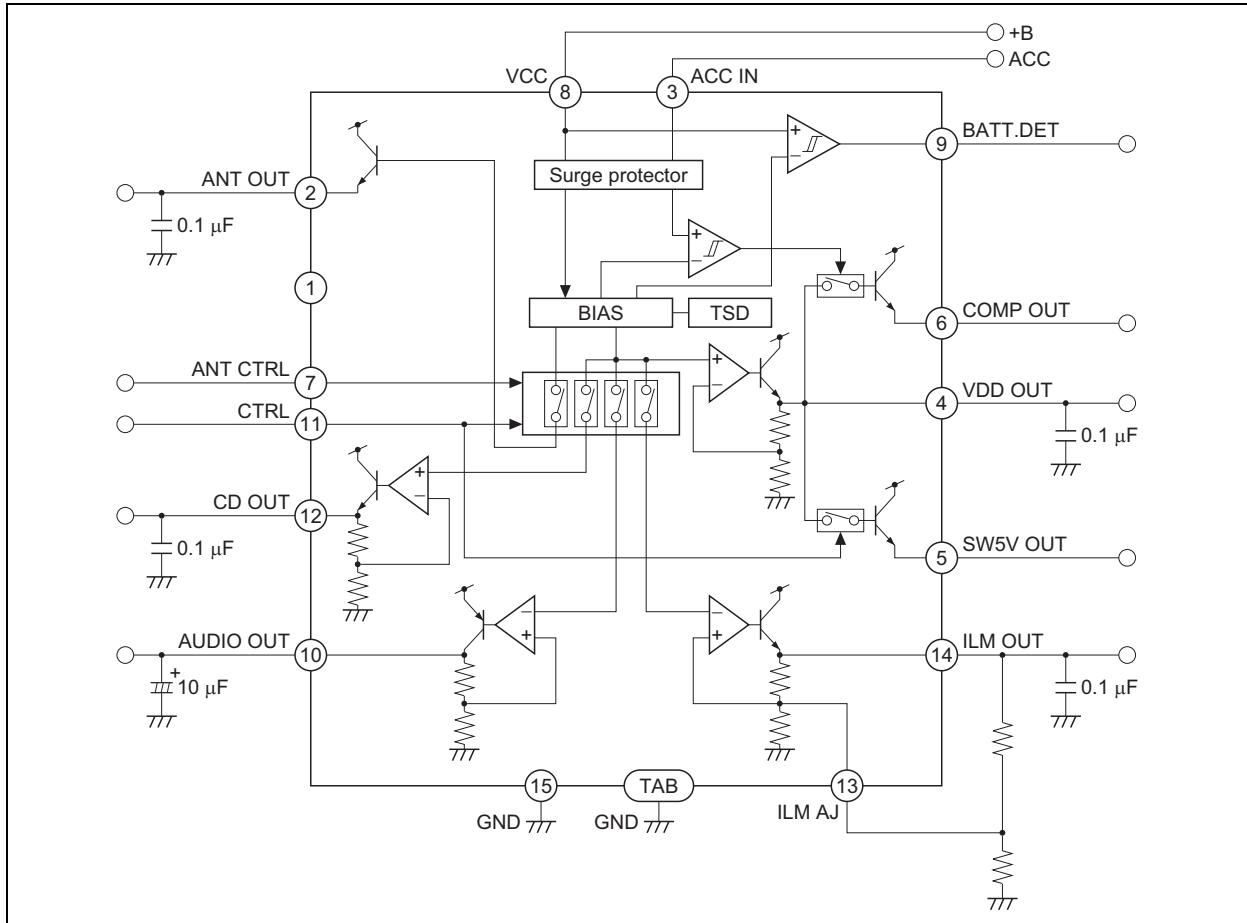 +B
ACC
VCC
ACC IN
8
3
9
BATT.DET
+
−
Surge protector
ANT OUT
2
0.1 μF
+
−
1
BIAS
TSD
6
COMP OUT
ANT CTRL
7
+
−
4
VDD OUT
0.1 μF
CTRL
11
+
−
CD OUT
12
0.1 μF
5
SW5V OUT
−
+
−
+
AUDIO OUT
10
+
10 μF
14
ILM OUT
0.1 μF
15
TAB
13
GND
GND
ILM AJ